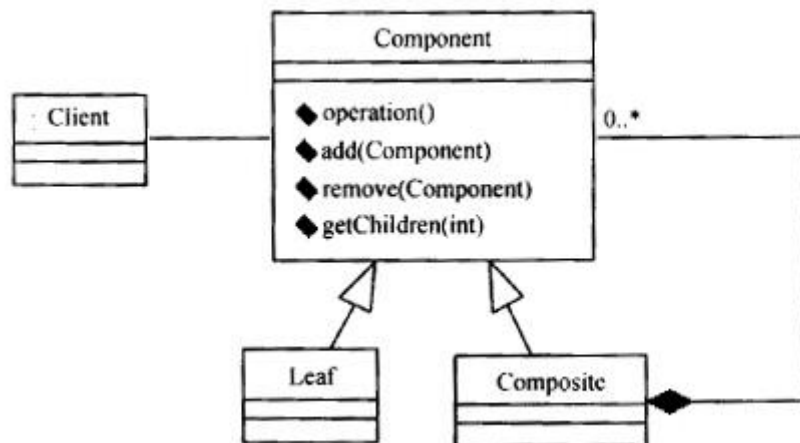 Component
Client
operation()
0..*
add(Component)
remove(Component)
getChildren(int)
Leaf
Composite